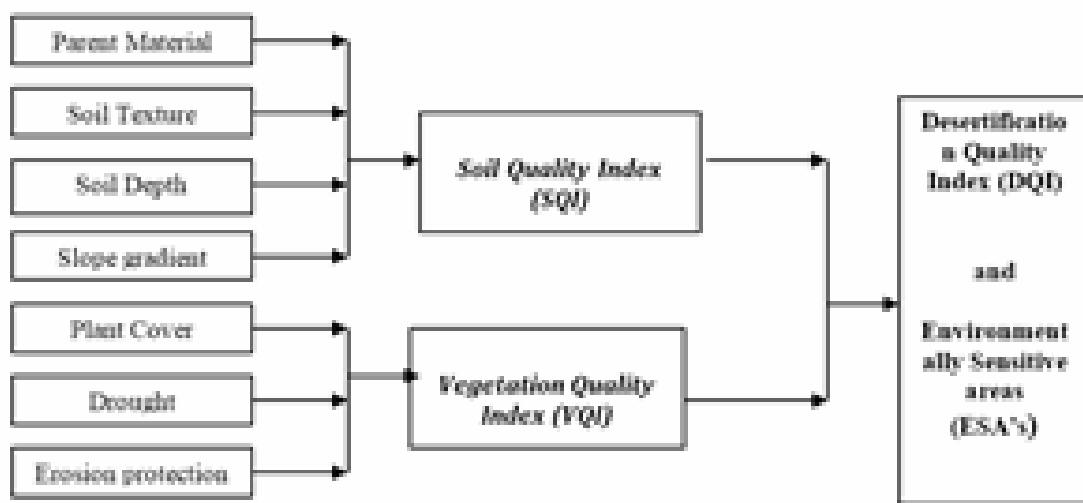 Parent Material
Soil Texture
Soil Depth
Slope gradient
Plant Cover
Drought
Erosion protection
Soil Quality Index
(SQI)
Vegetation Quality
Index (VQI)
Desertificatio
n Quality
Index (DQI)
and
Environment
ally Sensitive
areas
(ESA's)